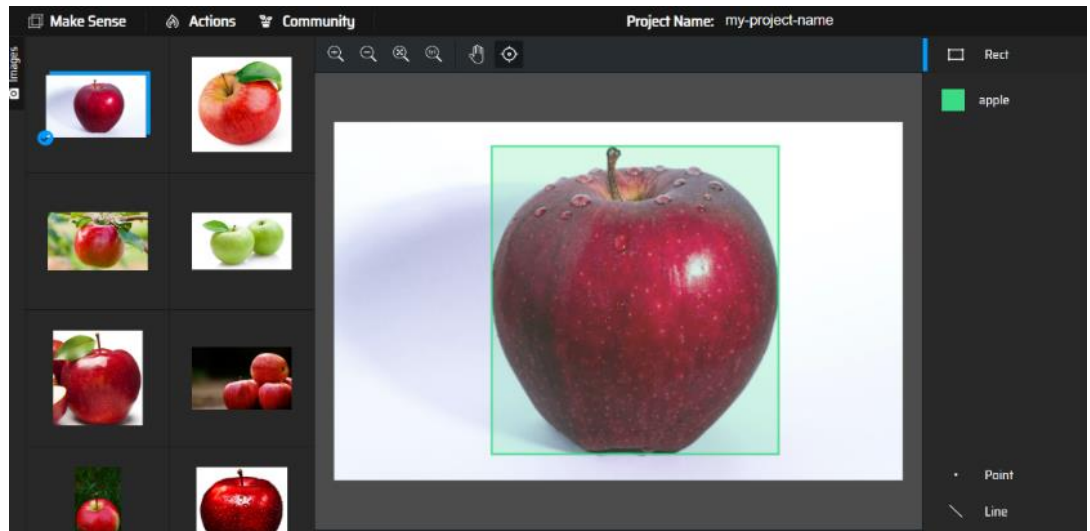 Make Sense
Actions
Community
Project Name: my-project-name
Images
Rect
apple
Point
Line